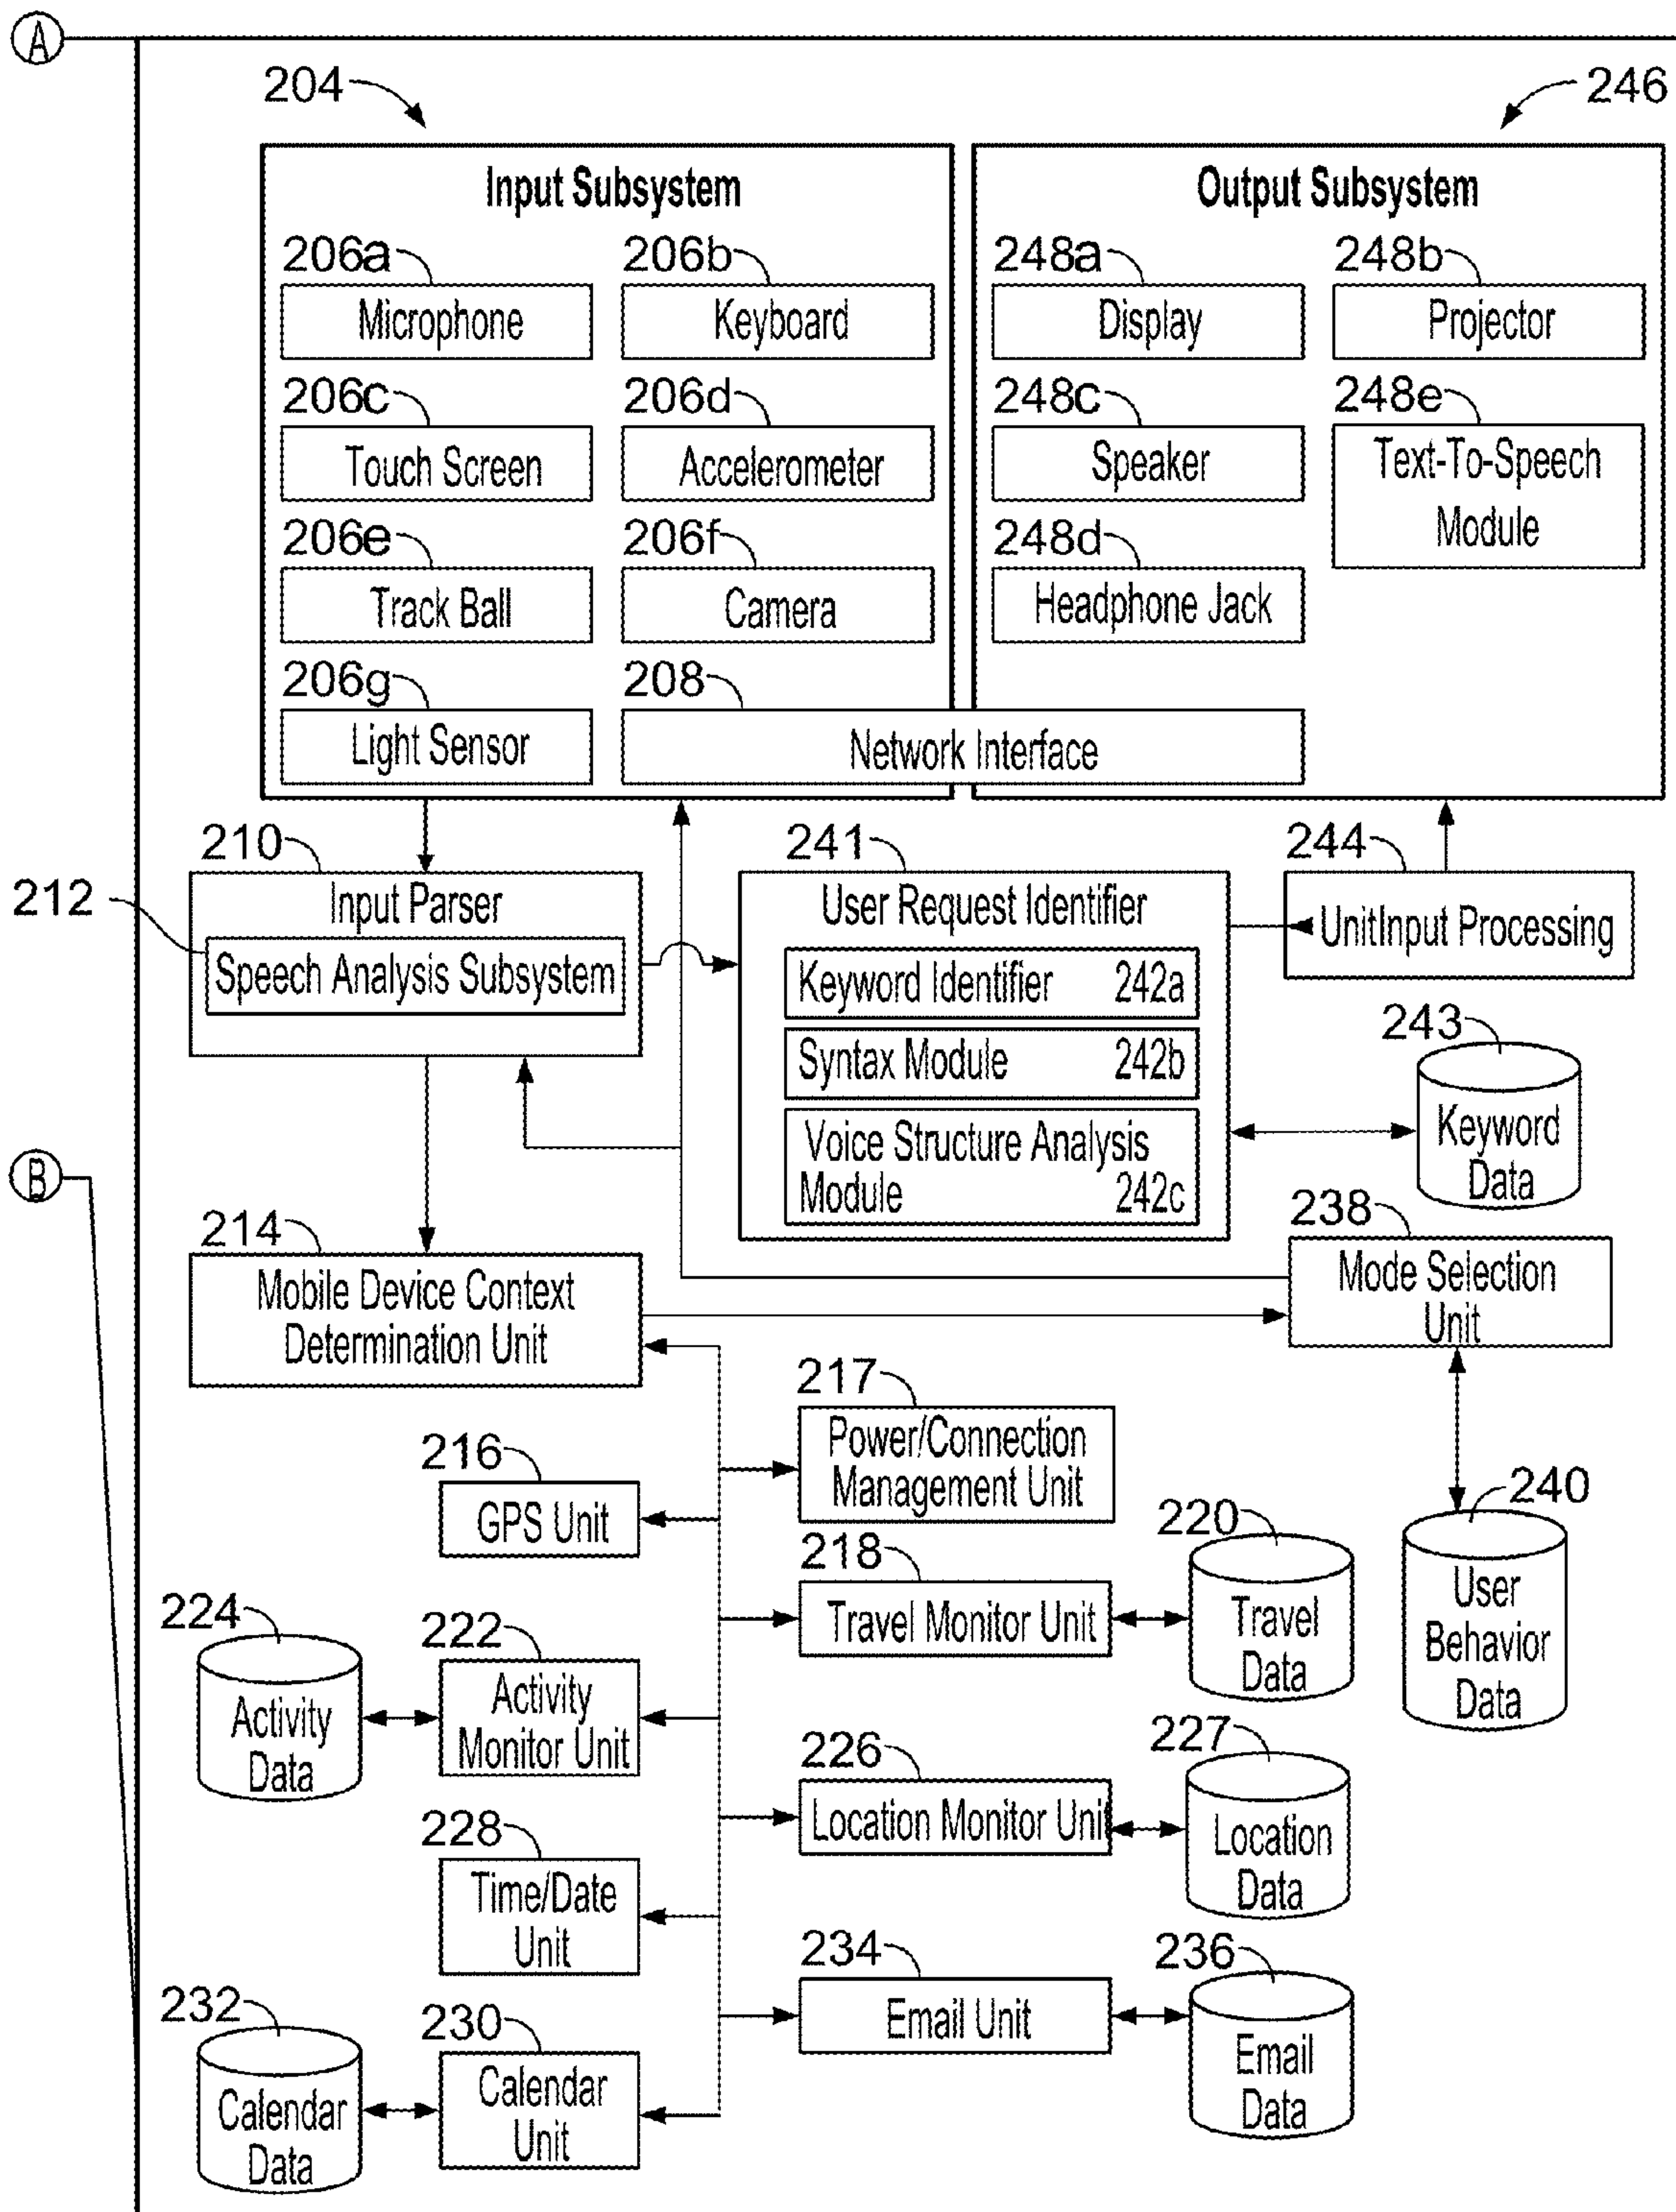 A
204
246
Input Subsystem
Output Subsystem
206a
206b
248a
248b
Microphone
Keyboard
Display
Projector
206c
206d
248c
248e
Touch Screen
Accelerometer
Speaker
Text-To-Speech
Module
206e
206f
248d
Track Ball
Camera
Headphone Jack
206g
208
Light Sensor
Network Interface
210
241
244
212
Input Parser
Speech Analysis Subsystem
User Request Identifier
Keyword Identifier 242a
Syntax Module 242b
Voice Structure Analysis
Module 242c
UnitInput Processing
243
Keyword
Data
B
214
238
Mobile Device Context
Determination Unit
Mode Selection
Unit
217
Power/Connection
Management Unit
216
GPS Unit
218
220
240
Travel Monitor Unit
Travel
Data
User
Behavior
Data
224
222
Activity
Data
Activity
Monitor Unit
226
227
Location Monitor Unit
Location
Data
228
Time/Date
Unit
234
236
Email Unit
Email
Data
232
230
Calendar
Data
Calendar
Unit